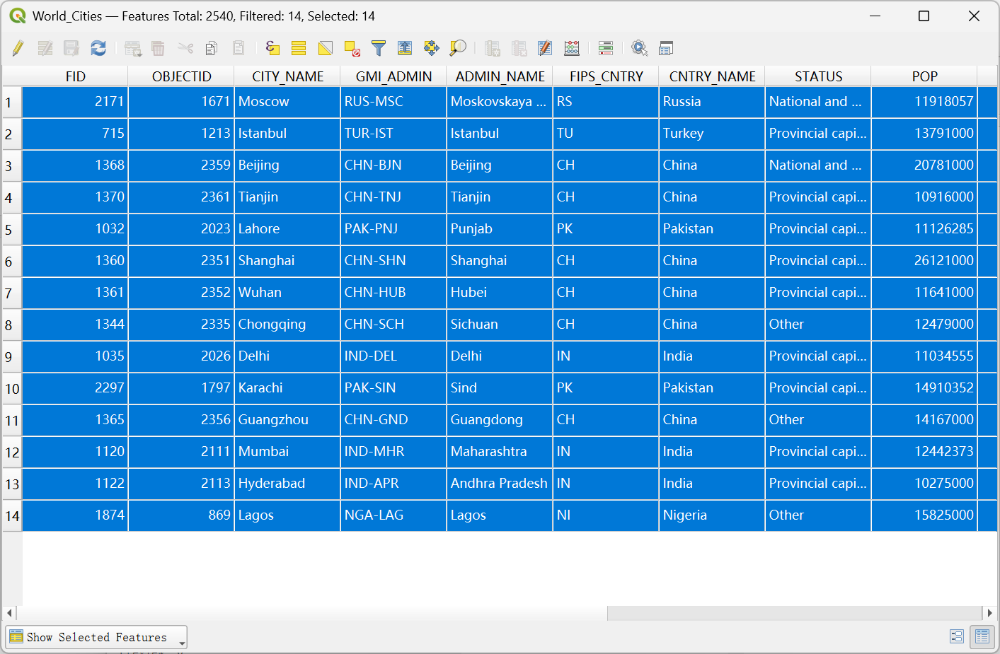 World_Cities — Features Total: 2540, Filtered: 14, Selected: 14
FID OBJECTID CITY_NAME GMI_ADMIN ADMIN_NAME FIPS_CNTRY CNTRY_NAME STATUS POP
1 2171 1671 Moscow RUS-MSC Moskovskaya ... RS Russia National and ... 11918057
2 715 1213 Istanbul TUR-IST Istanbul TU Turkey Provincial capi... 13791000
3 1368 2359 Beijing CHN-BJN Beijing CH China National and ... 20781000
4 1370 2361 Tianjin CHN-TNJ Tianjin CH China Provincial capi... 10916000
5 1032 2023 Lahore PAK-PNJ Punjab PK Pakistan Provincial capi... 11126285
6 1360 2351 Shanghai CHN-SHN Shanghai CH China Provincial capi... 26121000
7 1361 2352 Wuhan CHN-HUB Hubei CH China Provincial capi... 11641000
8 1344 2335 Chongqing CHN-SCH Sichuan CH China Other 12479000
9 1035 2026 Delhi IND-DEL Delhi IN India Provincial capi... 11034555
10 2297 1797 Karachi PAK-SIN Sind PK Pakistan Provincial capi... 14910352
11 1365 2356 Guangzhou CHN-GND Guangdong CH China Other 14167000
12 1120 2111 Mumbai IND-MHR Maharashtra IN India Provincial capi... 12442373
13 1122 2113 Hyderabad IND-APR Andhra Pradesh IN India Provincial capi... 10275000
14 1874 869 Lagos NGA-LAG Lagos NI Nigeria Other 15825000
Show Selected Features